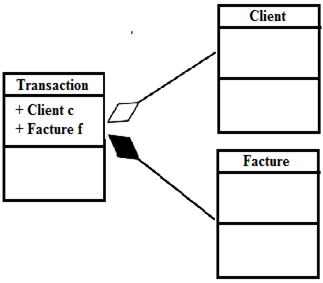 Client
Transaction
+ Client c
+ Facture f
Facture